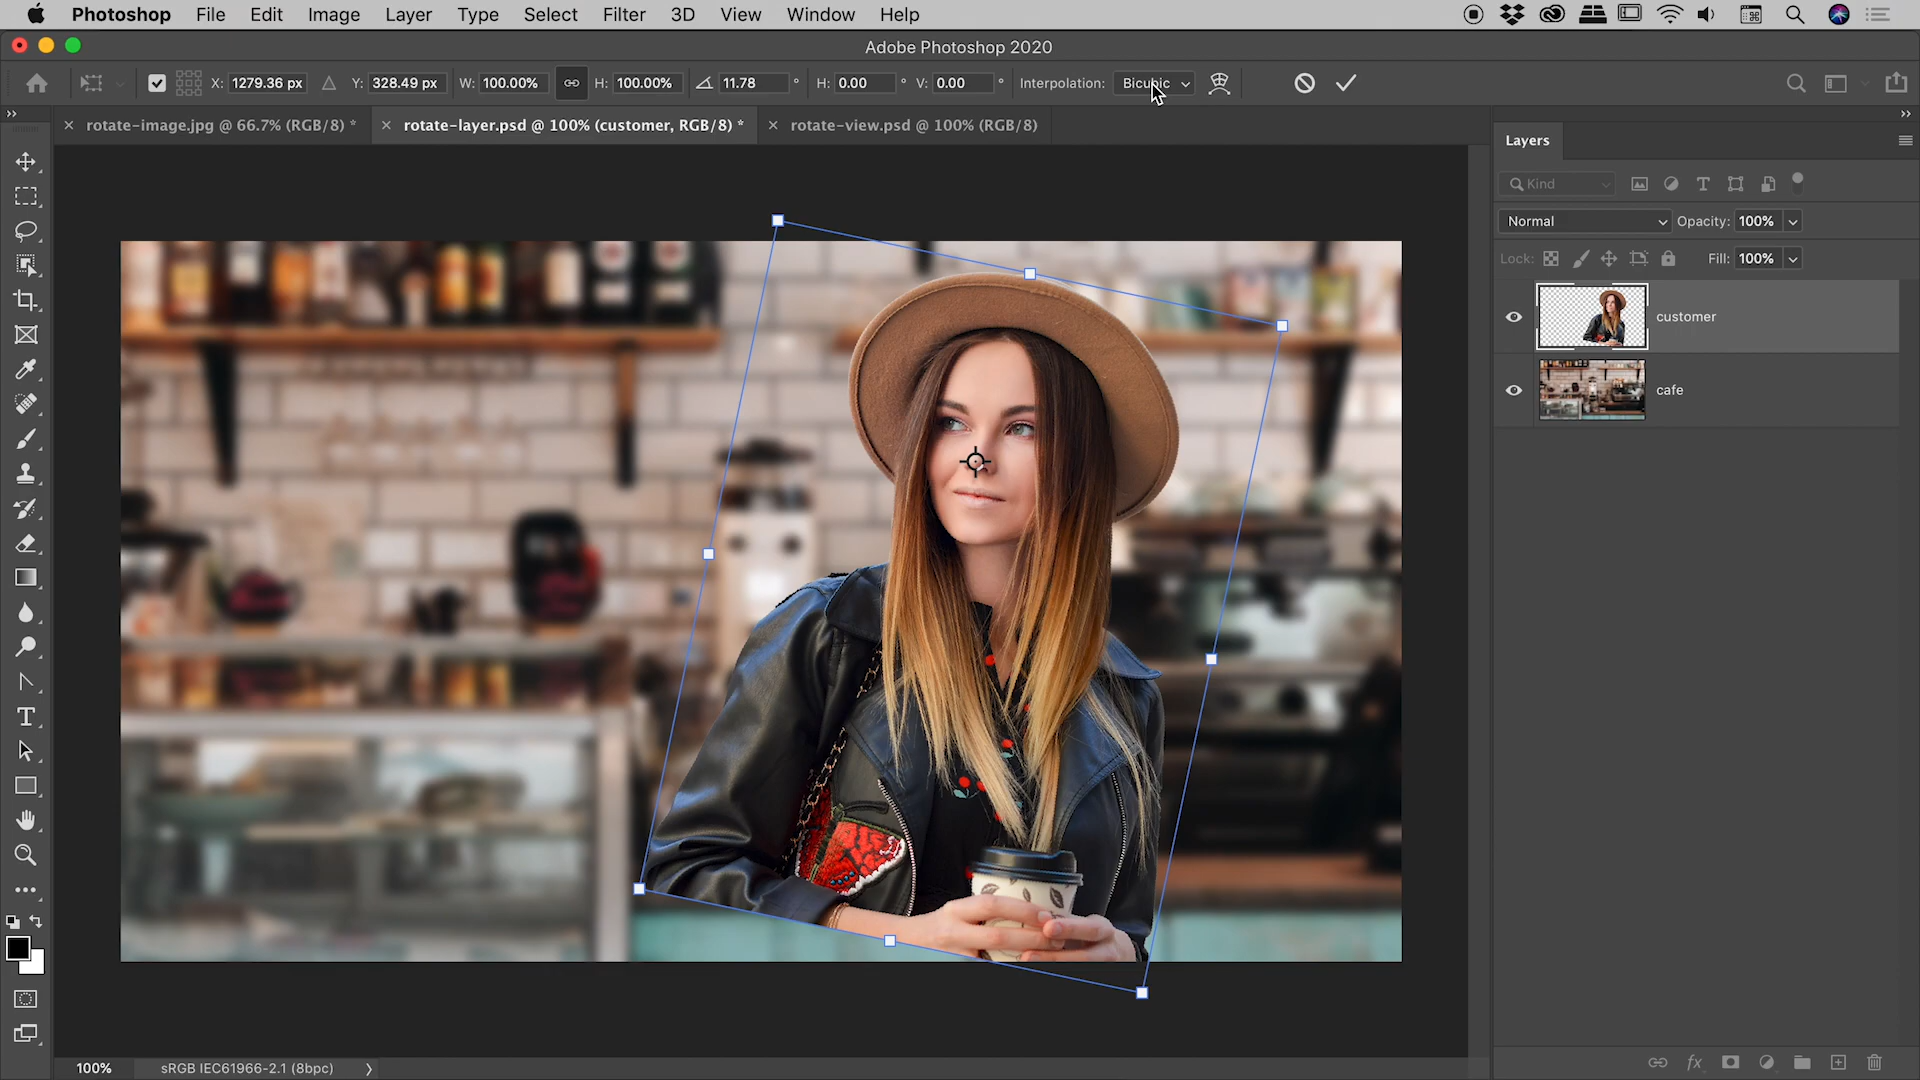 Photoshop File Edit Image Layer Type Select Filter 3D View Window Help
Adobe Photoshop 2020
X: 1279.36 px Y: 328.49 px W: 100.00% H: 100.00% 11.78 ° H: 0.00 ° V: 0.00 ° Interpolation: Bicubic
× rotate-image.jpg @ 66.7% (RGB/8) * × rotate-layer.psd @ 100% (customer, RGB/8) * × rotate-view.psd @ 100% (RGB/8)
Layers
Kind
Normal Opacity: 100%
Lock: Fill: 100%
customer
cafe
100% sRGB IEC61966-2.1 (8bpc)